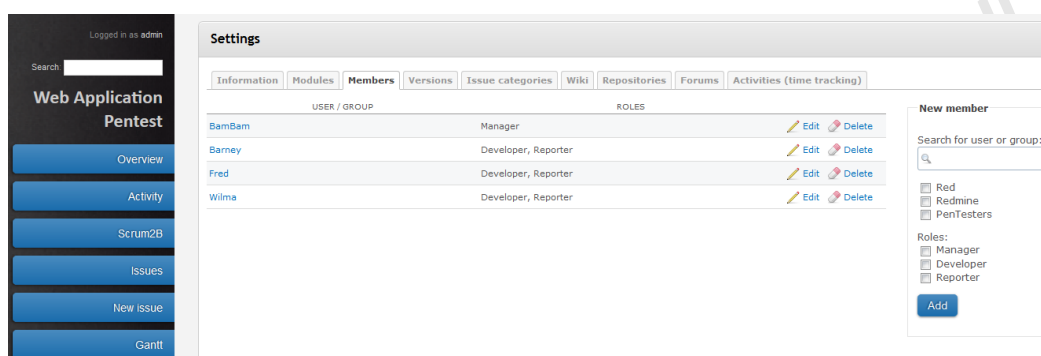 Logged in as admin
Search:
Web Application
Pentest
Overview
Activity
Scrum2B
Issues
New issue
Gantt
Settings
Information Modules Members Versions Issue categories Wiki Repositories Forums Activities (time tracking)
USER / GROUP ROLES
BamBam Manager Edit Delete
Barney Developer, Reporter Edit Delete
Fred Developer, Reporter Edit Delete
Wilma Developer, Reporter Edit Delete
New member
Search for user or group:
Red
Redmine
PenTesters
Roles:
Manager
Developer
Reporter
Add